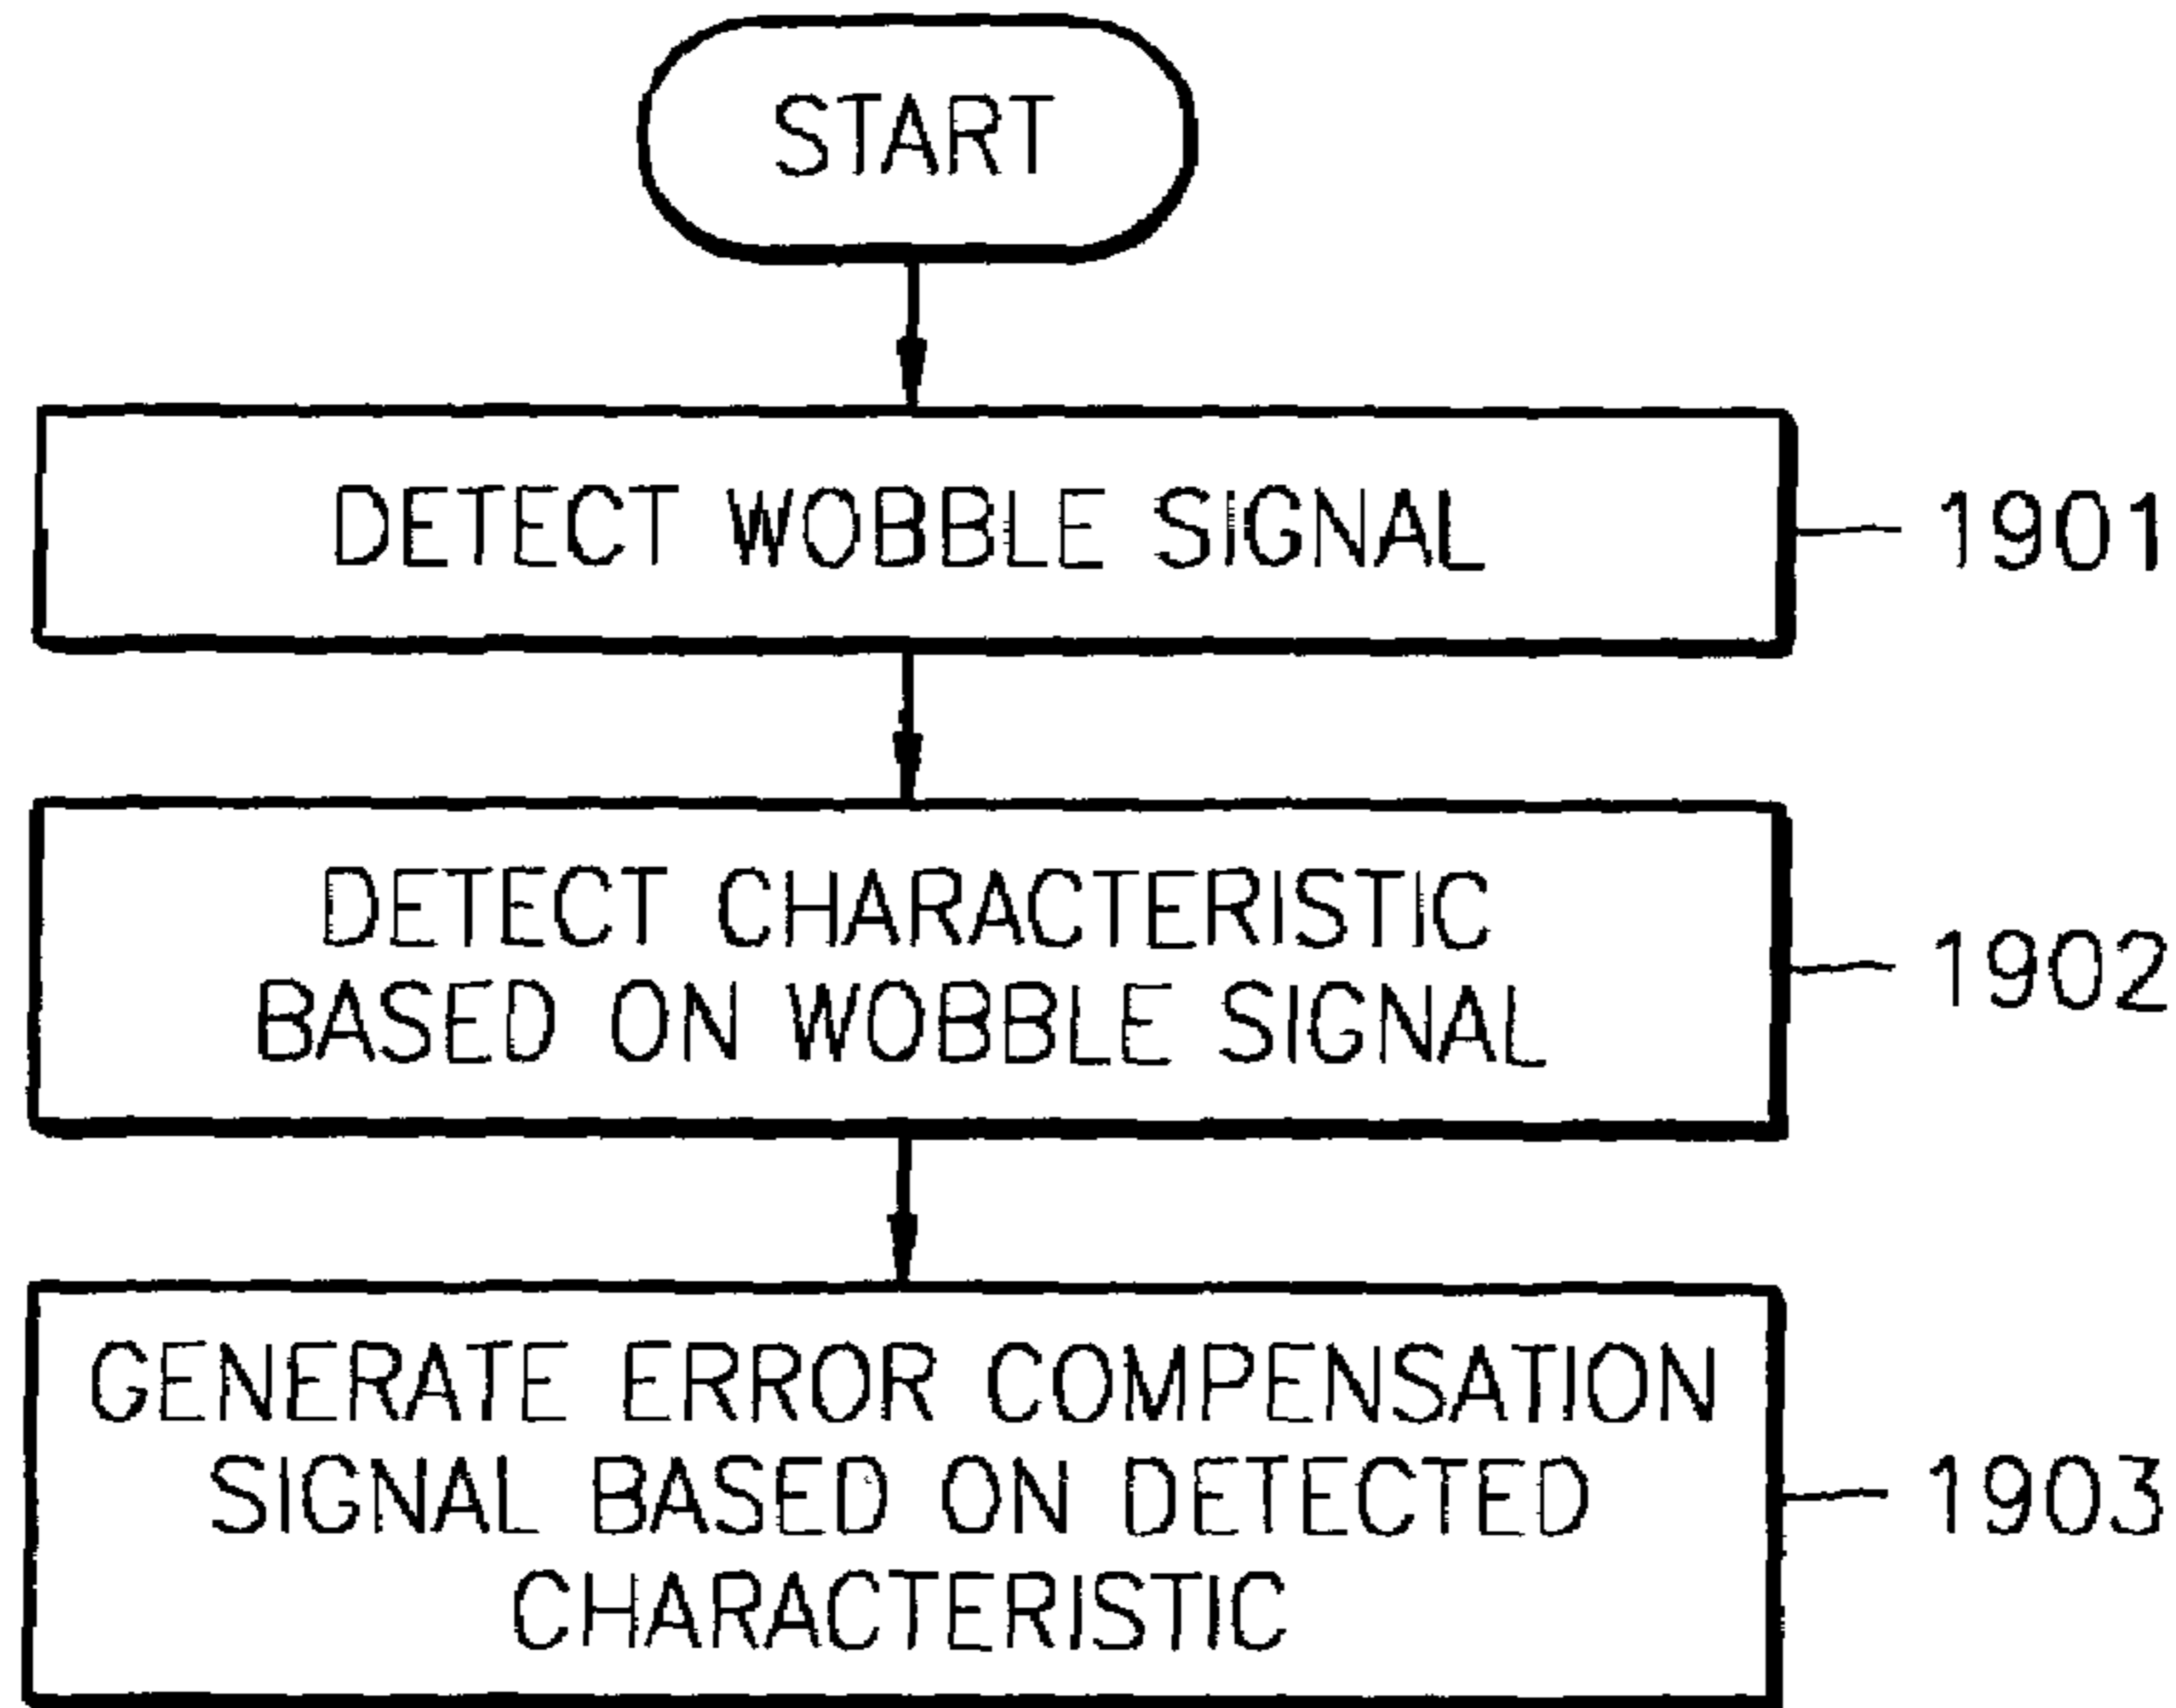 START
DETECT WOBBLE SIGNAL
1901
DETECT CHARACTERISTIC
BASED ON WOBBLE SIGNAL
1902
GENERATE ERROR COMPENSATION
SIGNAL BASED ON DETECTED
CHARACTERISTIC
1903